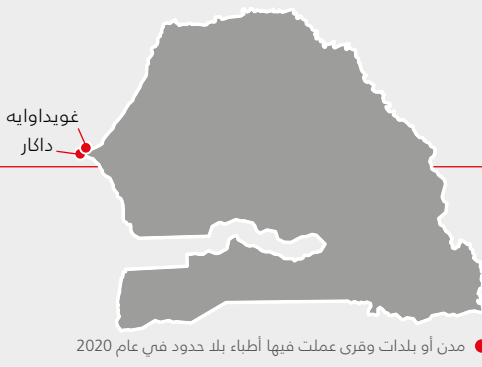 غويداوايه
داكار
مدن أو بلدات وقرى عملت فيها أطباء بلا حدود في عام 2020